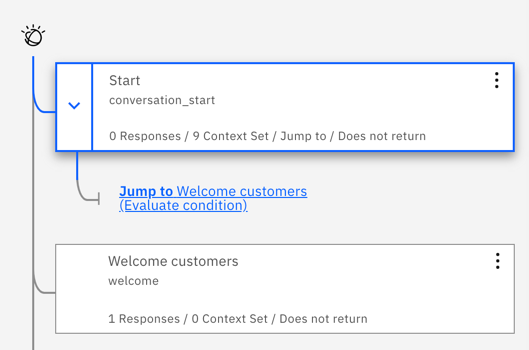 Start
conversation_start
0 Responses / 9 Context Set / Jump to / Does not return
Jump to Welcome customers
(Evaluate condition)
Welcome customers
welcome
1 Responses / 0 Context Set / Does not return